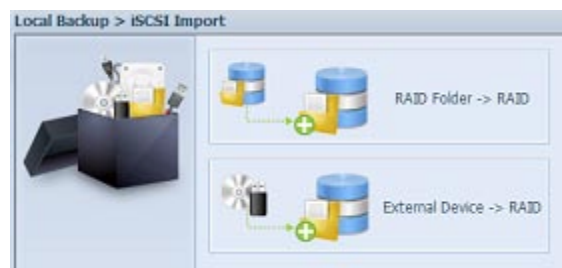 Local Backup > iSCSI Import
RAID Folder -> RAID
External Device -> RAID